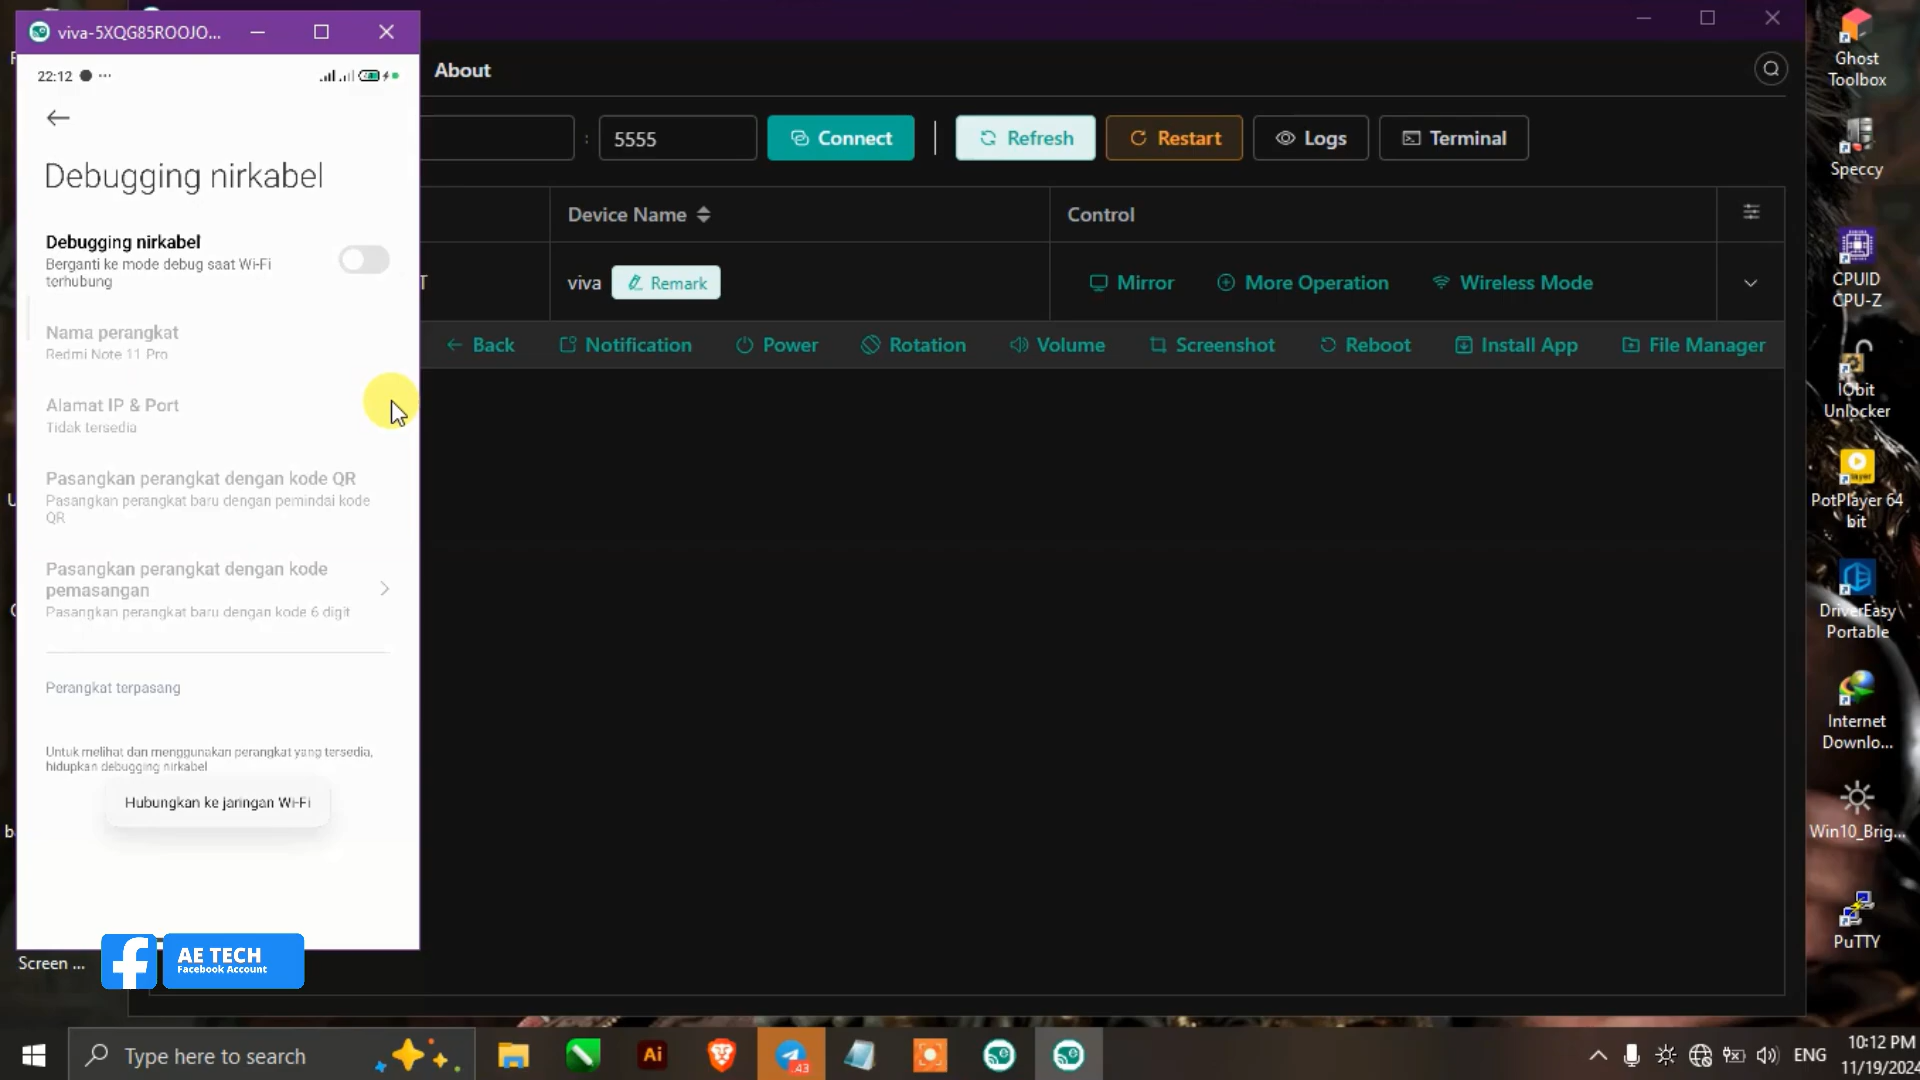 viva-5XQG85ROOJO...
22:12
Debugging nirkabel
Debugging nirkabel
Berganti ke mode debug saat Wi-Fi
terhubung
Nama perangkat
Redmi Note 11 Pro
Alamat IP & Port
Tidak tersedia
Pasangkan perangkat dengan kode QR
Pasangkan perangkat baru dengan pemindai kode
QR
Pasangkan perangkat dengan kode
pemasangan
Pasangkan perangkat baru dengan kode 6 digit
Perangkat terpasang
Untuk melihat dan menggunakan perangkat yang tersedia,
hidupkan debugging nirkabel
Hubungkan ke jaringan Wi-Fi
About
: 5555 Connect Refresh Restart Logs Terminal
Device Name Control
T viva Remark Mirror More Operation Wireless Mode
Back Notification Power Rotation Volume Screenshot Reboot Install App File Manager
Ghost
Toolbox
Speccy
CPUID
CPU-Z
IObit
Unlocker
PotPlayer 64
bit
DriverEasy
Portable
Internet
Downlo...
Win10_Brig...
PuTTY
Screen ...
AE TECH
Facebook Account
Type here to search
Ai
43
ENG
10:12 PM
11/19/2024